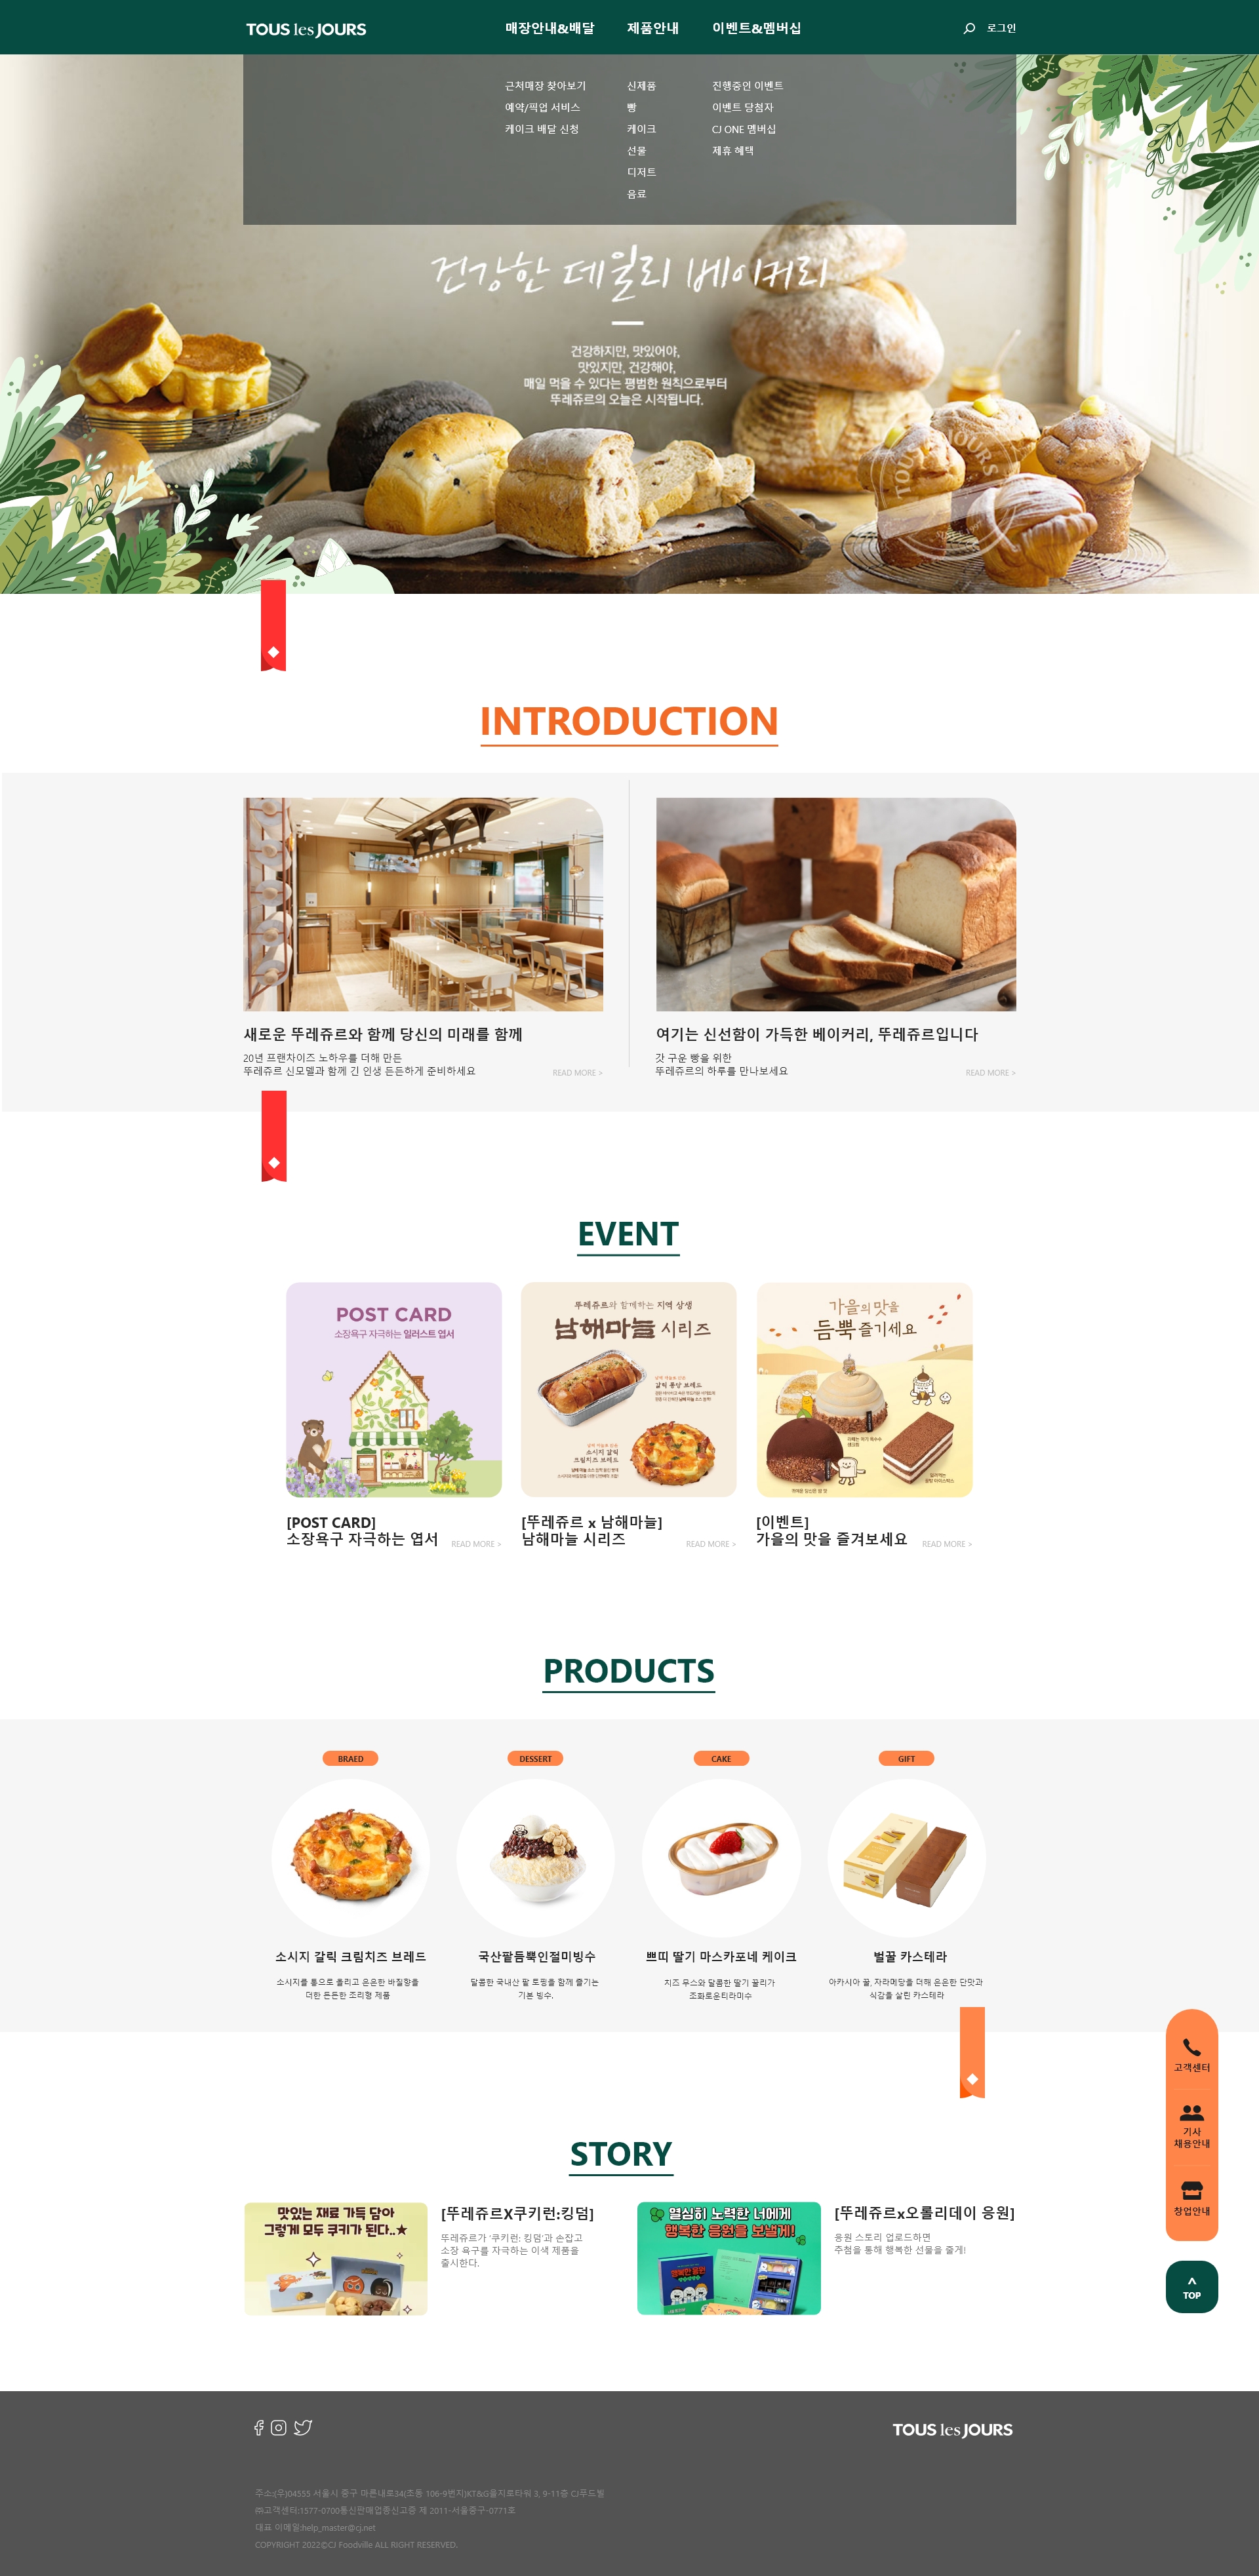 TOUS les JOURS
매장안내&배달
제품안내
이벤트&멤버십
로그인
근처매장 찾아보기
예약/픽업 서비스
케이크 배달 신청
신제품
빵
케이크
선물
디저트
음료
진행중인 이벤트
이벤트 당첨자
CJ ONE 멤버십
제휴 혜택
건강한 데일리 베이커리
건강하지만, 맛있어야,
맛있지만, 건강해야,
매일 먹을 수 있다는 평범한 원칙으로부터
뚜레쥬르의 오늘은 시작됩니다.
TOUS JOURS
INTRODUCTION
새로운 뚜레쥬르와 함께 당신의 미래를 함께
20년 프랜차이즈 노하우를 더해 만든
뚜레쥬르 신모델과 함께 긴 인생 든든하게 준비하세요
READ MORE >
여기는 신선함이 가득한 베이커리, 뚜레쥬르입니다
갓 구운 빵을 위한
뚜레쥬르의 하루를 만나보세요
READ MORE >
EVENT
POST CARD
소장욕구 자극하는 일러스트 엽서
뚜레쥬르와 함께하는 지역 상생
남해마늘 시리즈
갈릭 퐁당 브레드
소시지 갈릭
크림치즈 브레드
가을의 맛을
듬뿍 즐기세요
[POST CARD]
소장욕구 자극하는 엽서
READ MORE >
[뚜레쥬르 x 남해마늘]
남해마늘 시리즈
READ MORE >
[이벤트]
가을의 맛을 즐겨보세요
READ MORE >
PRODUCTS
BRAED
DESSERT
CAKE
GIFT
소시지 갈릭 크림치즈 브레드
소시지를 통으로 올리고 은은한 바질향을
더한 든든한 조리형 제품
국산팥듬뿍인절미빙수
달콤한 국내산 팥 토핑을 함께 즐기는
기본 빙수.
쁘띠 딸기 마스카포네 케이크
치즈 무스와 달콤한 딸기 꿀리가
조화로운티라미수
벌꿀 카스테라
아카시아 꿀, 자라메당을 더해 은은한 단맛과
식감을 살린 카스테라
고객센터
기사
채용안내
창업안내
TOP
STORY
맛있는 재료 가득 담아
그렇게 모두 쿠키가 된다..★
[뚜레쥬르X쿠키런:킹덤]
뚜레쥬르가 '쿠키런: 킹덤'과 손잡고
소장 욕구를 자극하는 이색 제품을
출시한다.
열심히 노력한 너에게
행복한 응원을 보낼게!
행복한 응원
[뚜레쥬르x오롤리데이 응원]
응원 스토리 업로드하면
추첨을 통해 행복한 선물을 줄게!
TOUS les JOURS
주소:(우)04555 서울시 중구 마른내로34(초동 106-9번지)KT&G을지로타워 3, 9-11층 CJ푸드빌
㈜고객센터:1577-0700통신판매업종신고증 제 2011-서울중구-0771호
대표 이메일:help_master@cj.net
COPYRIGHT 2022©CJ Foodville ALL RIGHT RESERVED.